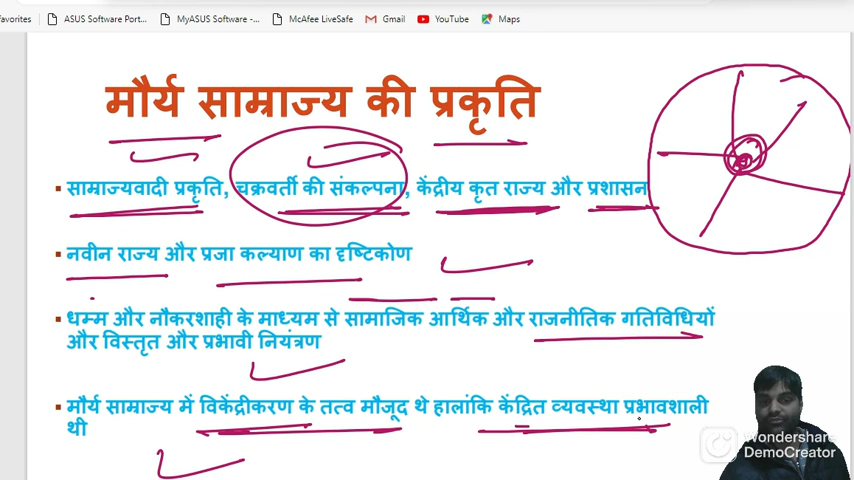 avorites
ASUS Software Port...
MyASUS Software -...
McAfee LiveSafe
Gmail
YouTube
Maps
मौर्य साम्राज्य की प्रकृति
▪ साम्राज्यवादी प्रकृति, चक्रवर्ती की संकल्पना, केंद्रीय कृत राज्य और प्रशासन
▪ नवीन राज्य और प्रजा कल्याण का दृष्टिकोण
▪ धम्म और नौकरशाही के माध्यम से सामाजिक आर्थिक और राजनीतिक गतिविधियों
और विस्तृत और प्रभावी नियंत्रण
▪ मौर्य साम्राज्य में विकेंद्रीकरण के तत्व मौजूद थे हालांकि केंद्रित व्यवस्था प्रभावशाली
थी
Wondershare
DemoCreator